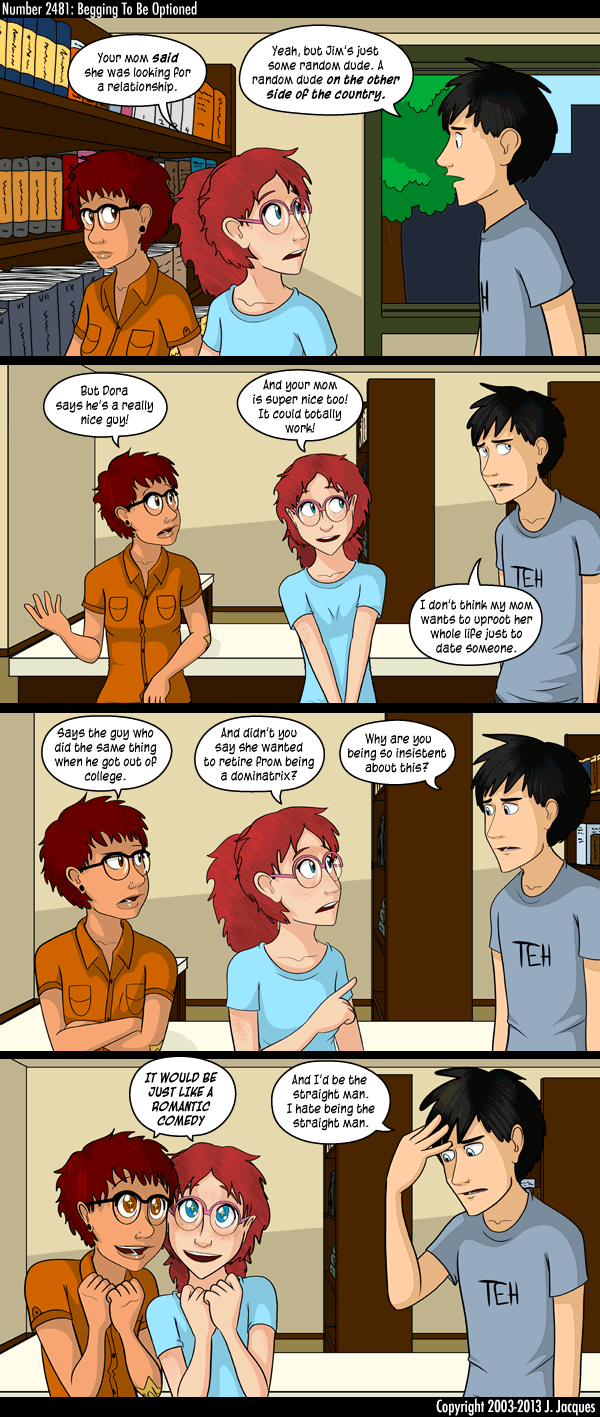 Number 2481: Begging To Be Optioned
Your mom said
she was looking for
a relationship.
Yeah, but Jim's just
some random dude. A
random dude on the other
side of the country.
H
But Dora
says he's a really
nice guy!
And your mom
is super nice too!
It could totally
work!
TEH
I don't think my mom
wants to uproot her
whole life just to
date someone.
Says the guy who
did the same thing
when he got out of
college.
And didn't you
say she wanted
to retire from being
a dominatrix?
Why are you
being so insistent
about this?
TEH
IT WOULD BE
JUST LIKE A
ROMANTIC
COMEDY
And I'd be the
straight man.
I hate being the
straight man.
TEH
Copyright 2003-2013 J. Jacques